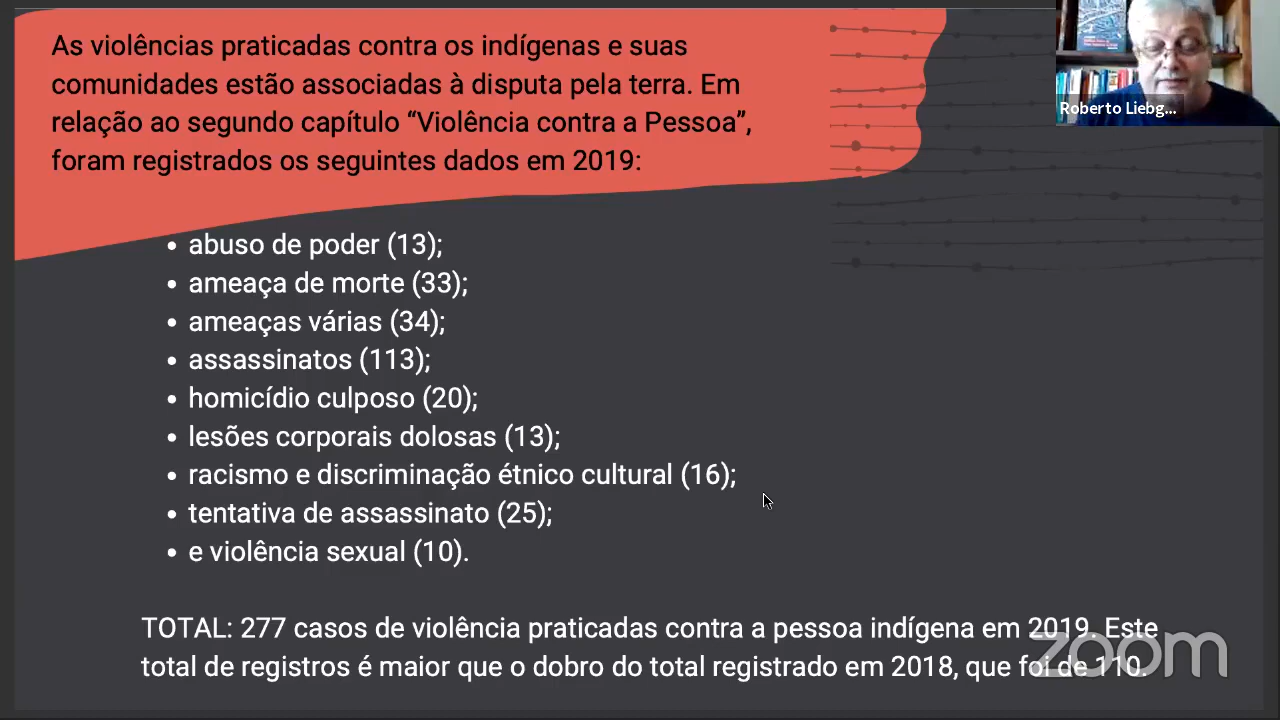 As violências praticadas contra os indígenas e suas
comunidades estão associadas à disputa pela terra. Em
relação ao segundo capítulo “Violência contra a Pessoa”,
foram registrados os seguintes dados em 2019:
Roberto Liebg...
• abuso de poder (13);
• ameaça de morte (33);
• ameaças várias (34);
• assassinatos (113);
• homicídio culposo (20);
• lesões corporais dolosas (13);
• racismo e discriminação étnico cultural (16);
• tentativa de assassinato (25);
• e violência sexual (10).
TOTAL: 277 casos de violência praticadas contra a pessoa indígena em 2019. Este
total de registros é maior que o dobro do total registrado em 2018, que foi de 110.
zoom